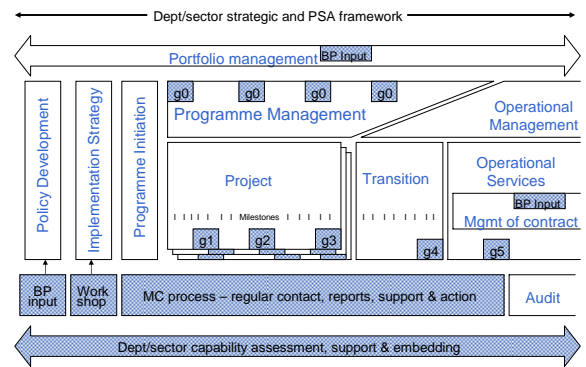 Dept/sector strategic and PSA framework
Portfolio management
BP Input
g0
g0
g0
g0
Programme Management
Operational
Management
Policy Development
Implementation Strategy
Programme Initiation
Project
Milestones
g1
g2
g3
Transition
g4
Operational
Services
BP Input
Mgmt of contract
g5
BP
input
Work
shop
MC process – regular contact, reports, support & action
Audit
Dept/sector capability assessment, support & embedding